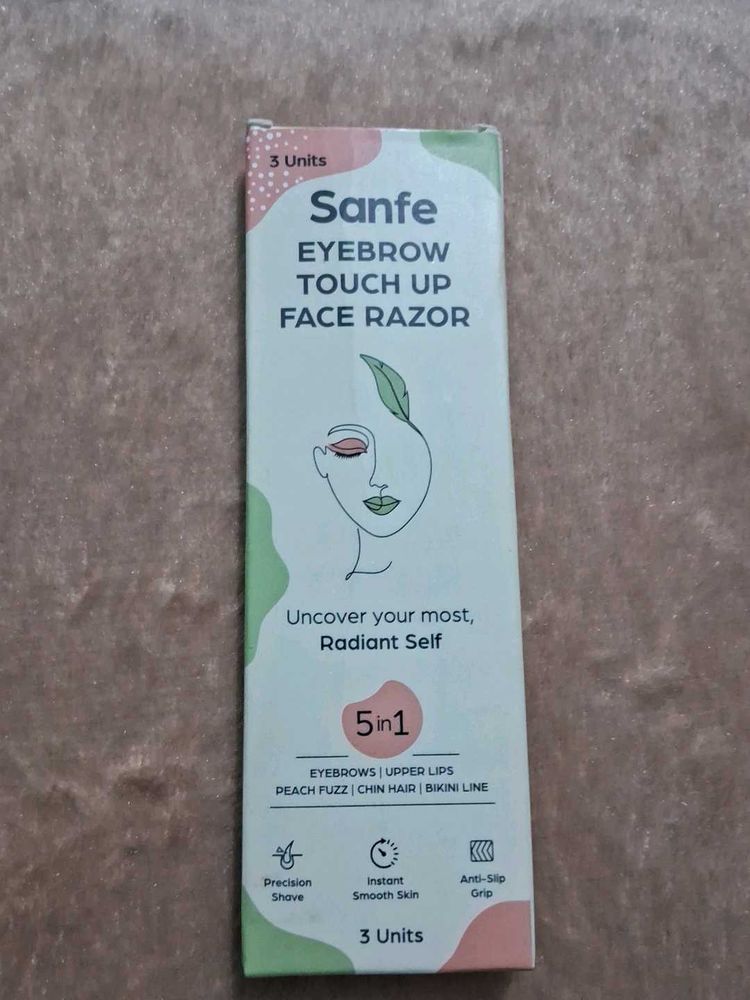 3 Units
Sanfe
EYEBROW
TOUCH UP
FACE RAZOR
Uncover your most,
Radiant Self
5in1
EYEBROWS | UPPER LIPS
PEACH FUZZ | CHIN HAIR | BIKINI LINE
Precision
Shave
Instant
Smooth Skin
Anti-Slip
Grip
3 Units